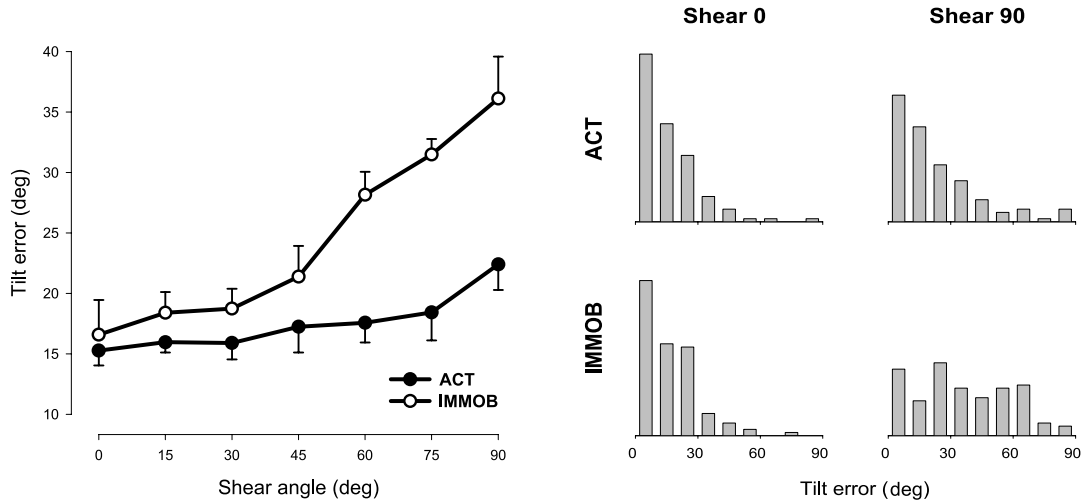 40
35
30
25
20
15
10
Tilt error (deg)
0 15 30 45 60 75 90
Shear angle (deg)
ACT
IMMOB
Shear 0 Shear 90
ACT
IMMOB
0 30 60 90 0 30 60 90
Tilt error (deg)